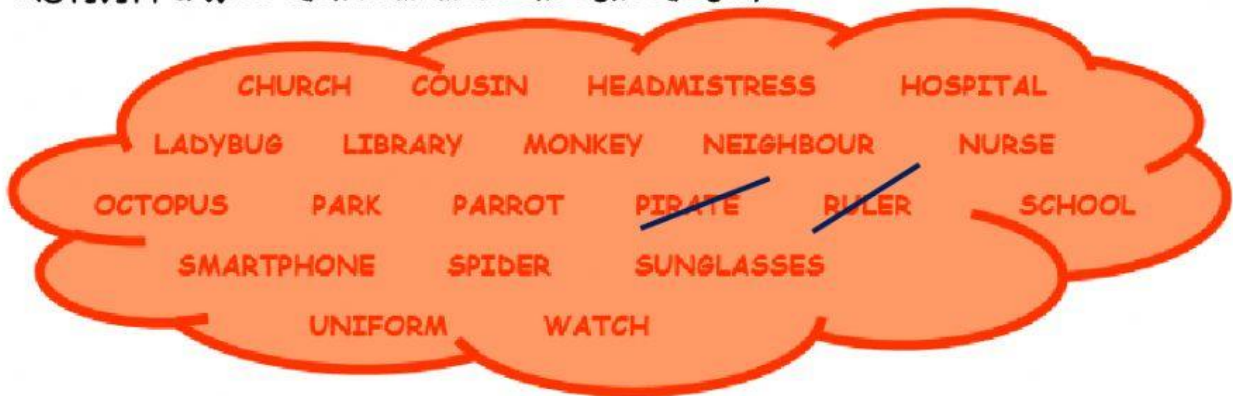 CHURCH COUSIN HEADMISTRESS HOSPITAL
LADYBUG LIBRARY MONKEY NEIGHBOUR NURSE
OCTOPUS PARK PARROT PIRATE RULER SCHOOL
SMARTPHONE SPIDER SUNGLASSES
UNIFORM WATCH